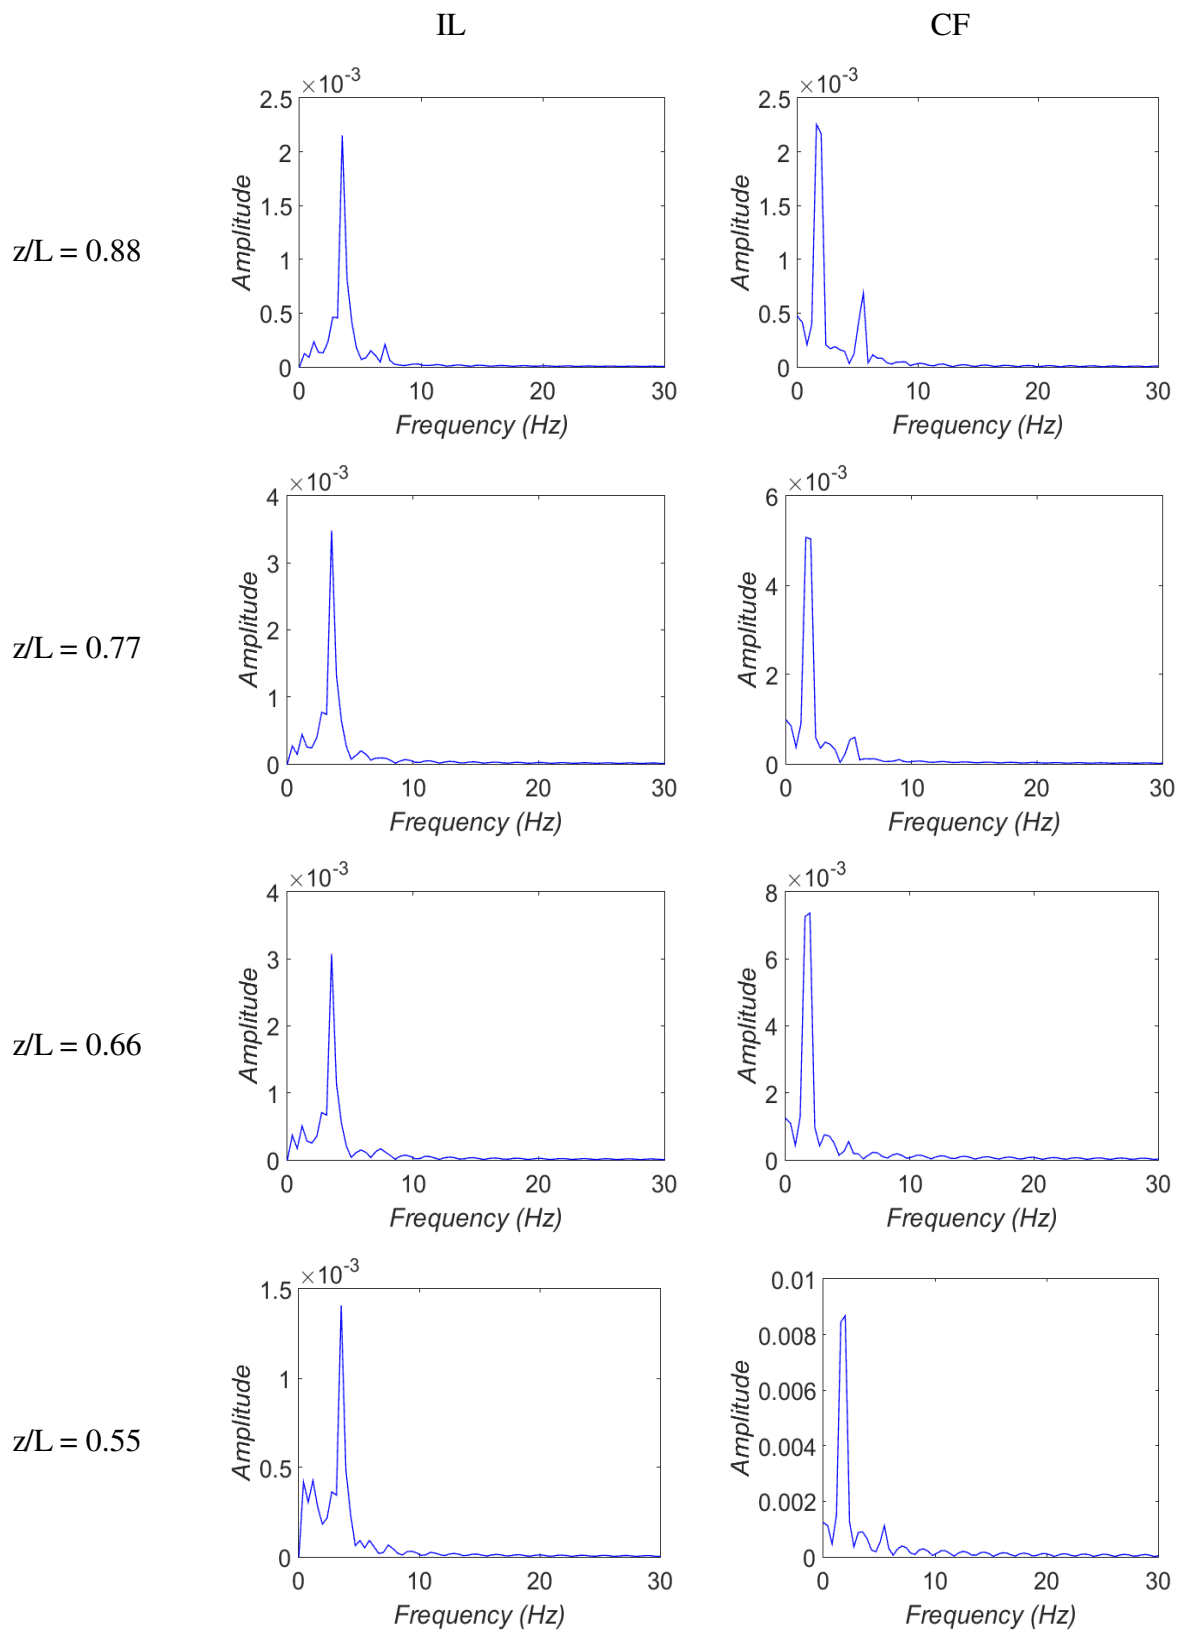 IL CF
×10-3 ×10-3
2.5 2.5
2 2
1.5 1.5
1 1
0.5 0.5
0 0
Amplitude Amplitude
z/L = 0.88
0 10 20 30 0 10 20 30
Frequency (Hz) Frequency (Hz)
×10-3 ×10-3
4 6
3 4
2 2
1 0
0
Amplitude Amplitude
z/L = 0.77
0 10 20 30 0 10 20 30
Frequency (Hz) Frequency (Hz)
×10-3 ×10-3
4 8
3 6
2 4
1 2
0 0
Amplitude Amplitude
z/L = 0.66
0 10 20 30 0 10 20 30
Frequency (Hz) Frequency (Hz)
×10-3
1.5 0.01
1 0.008
0.5 0.006
0 0.004
0.002
0
Amplitude Amplitude
z/L = 0.55
0 10 20 30 0 10 20 30
Frequency (Hz) Frequency (Hz)